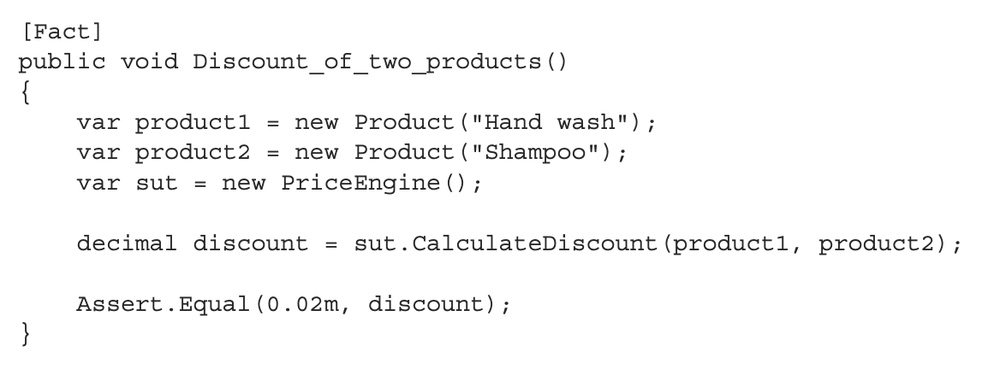 [Fact]
public void Discount_of_two_products()
{
    var product1 = new Product("Hand wash");
    var product2 = new Product("Shampoo");
    var sut = new PriceEngine();

    decimal discount = sut.CalculateDiscount(product1, product2);

    Assert.Equal(0.02m, discount);
}